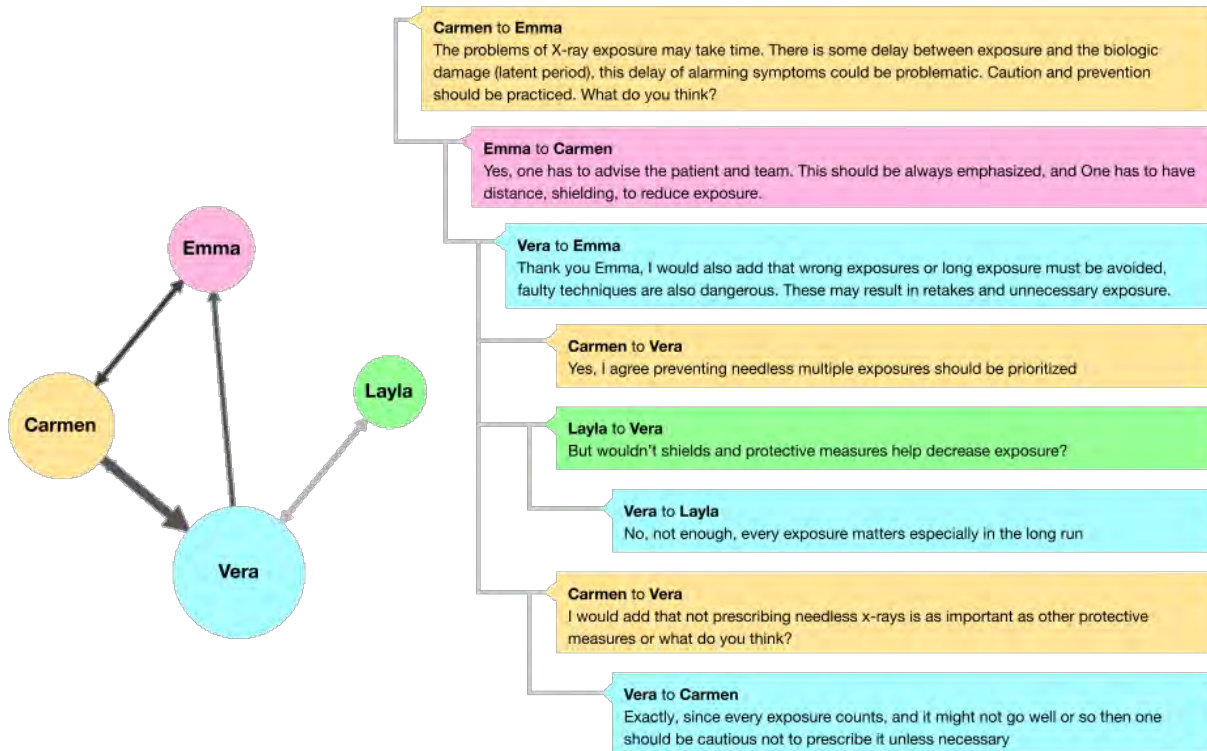 Emma
Layla
Carmen
Vera
Carmen to Emma
The problems of X-ray exposure may take time. There is some delay between exposure and the biologic
damage (latent period), this delay of alarming symptoms could be problematic. Caution and prevention
should be practiced. What do you think?
Emma to Carmen
Yes, one has to advise the patient and team. This should be always emphasized, and One has to have
distance, shielding, to reduce exposure.
Vera to Emma
Thank you Emma, I would also add that wrong exposures or long exposure must be avoided,
faulty techniques are also dangerous. These may result in retakes and unnecessary exposure.
Carmen to Vera
Yes, I agree preventing needless multiple exposures should be prioritized
Layla to Vera
But wouldn't shields and protective measures help decrease exposure?
Vera to Layla
No, not enough, every exposure matters especially in the long run
Carmen to Vera
I would add that not prescribing needless x-rays is as important as other protective
measures or what do you think?
Vera to Carmen
Exactly, since every exposure counts, and it might not go well or so then one
should be cautious not to prescribe it unless necessary